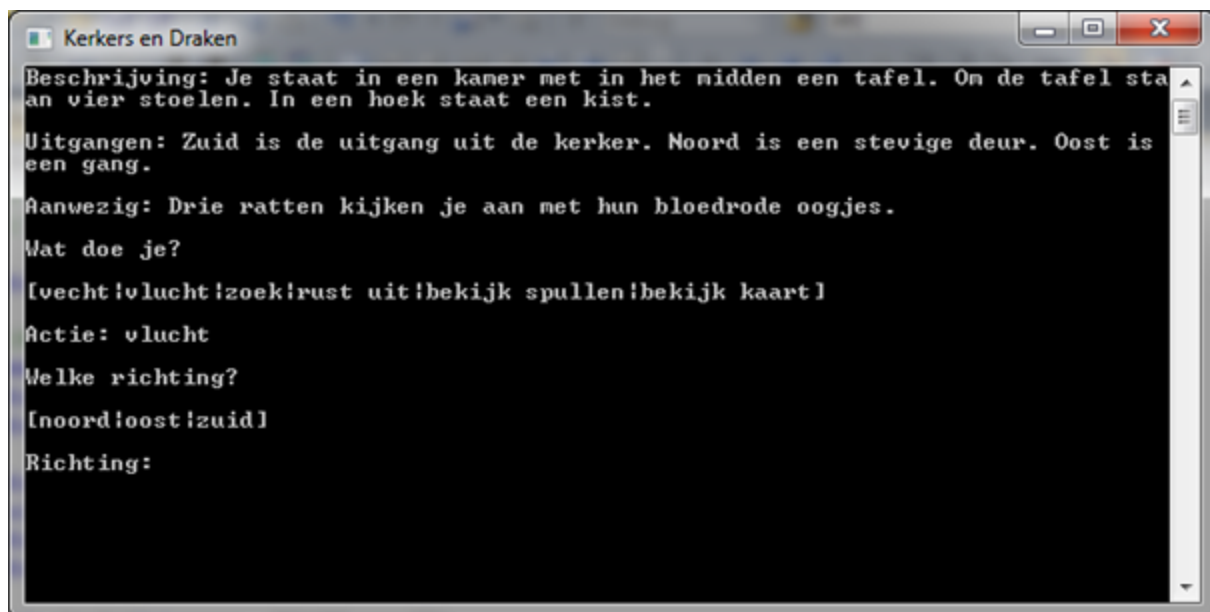 Kerkers en Draken
Beschrijving: Je staat in een kamer met in het midden een tafel. Om de tafel sta
an vier stoelen. In een hoek staat een kist.
Uitgangen: Zuid is de uitgang uit de kerker. Noord is een stevige deur. Oost is
een gang.
Aanwezig: Drie ratten kijken je aan met hun bloedrode oogjes.
Wat doe je?
[vecht¦vlucht¦zoek¦rust uit¦bekijk spullen¦bekijk kaart]
Actie: vlucht
Welke richting?
[noord¦oost¦zuid]
Richting: